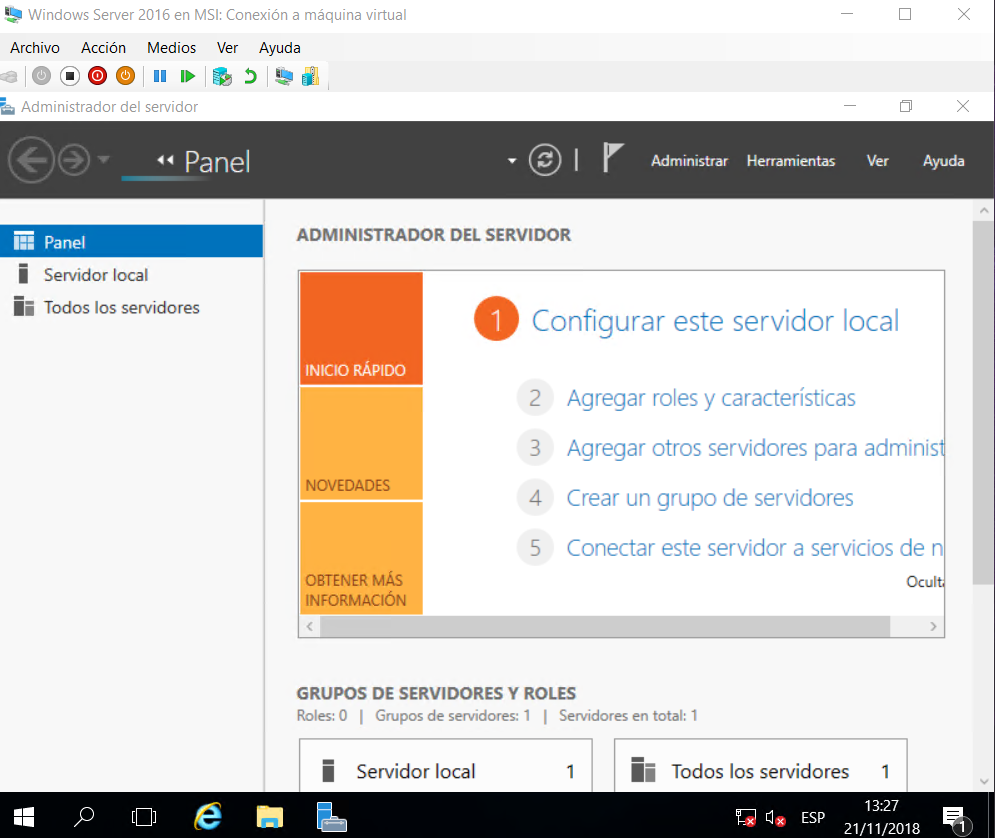 Windows Server 2016 en MSI: Conexión a máquina virtual
Archivo Acción Medios Ver Ayuda
Administrador del servidor
Panel
Administrar Herramientas Ver Ayuda
Panel
Servidor local
Todos los servidores
ADMINISTRADOR DEL SERVIDOR
INICIO RÁPIDO
NOVEDADES
OBTENER MÁS
INFORMACIÓN
1 Configurar este servidor local
2 Agregar roles y características
3 Agregar otros servidores para administ
4 Crear un grupo de servidores
5 Conectar este servidor a servicios de n
Oculta
GRUPOS DE SERVIDORES Y ROLES
Roles: 0 | Grupos de servidores: 1 | Servidores en total: 1
Servidor local 1
Todos los servidores 1
ESP
13:27
21/11/2018
1